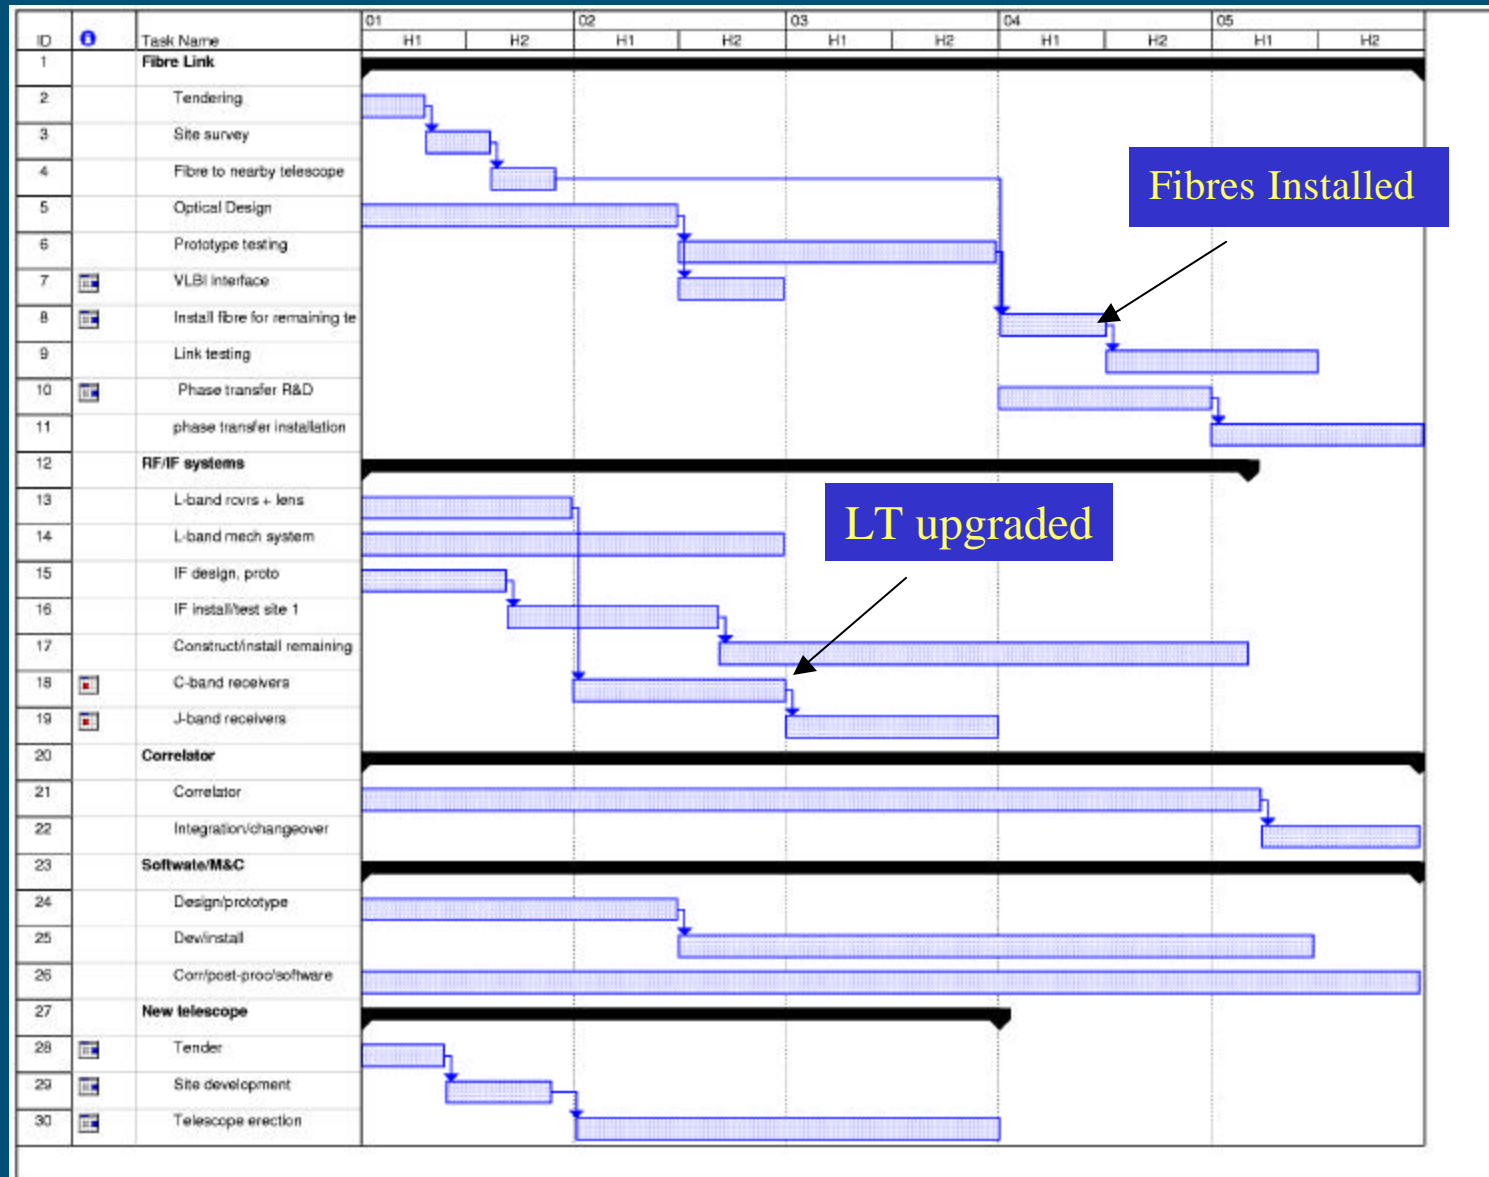 01 02 03 04 05
ID Task Name H1 H2 H1 H2 H1 H2 H1 H2 H1 H2
1 Fibre Link
2 Tendering
3 Site survey
4 Fibre to nearby telescope
Fibres Installed
5 Optical Design
6 Prototype testing
7 VLBI interface
8 Install fibre for remaining te
9 Link testing
10 Phase transfer R&D
11 phase transfer installation
12 RF/IF systems
13 L-band rcvrs + lens
LT upgraded
14 L-band mech system
15 IF design, proto
16 IF install/test site 1
17 Construct/install remaining
18 C-band receivers
19 J-band receivers
20 Correlator
21 Correlator
22 Integration/changeover
23 Softwate/M&C
24 Design/prototype
25 Dev/install
26 Corr/post-proc/software
27 New telescope
28 Tender
29 Site development
30 Telescope erection